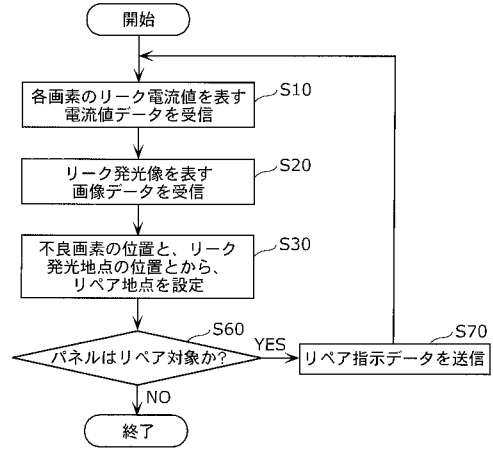 開始
各画素のリーク電流値を表す
電流値データを受信
S10
リーク発光像を表す
画像データを受信
S20
不良画素の位置と、リーク
発光地点の位置とから、
リペア地点を設定
S30
パネルはリペア対象か?
S60
YES
リペア指示データを送信
S70
NO
終了